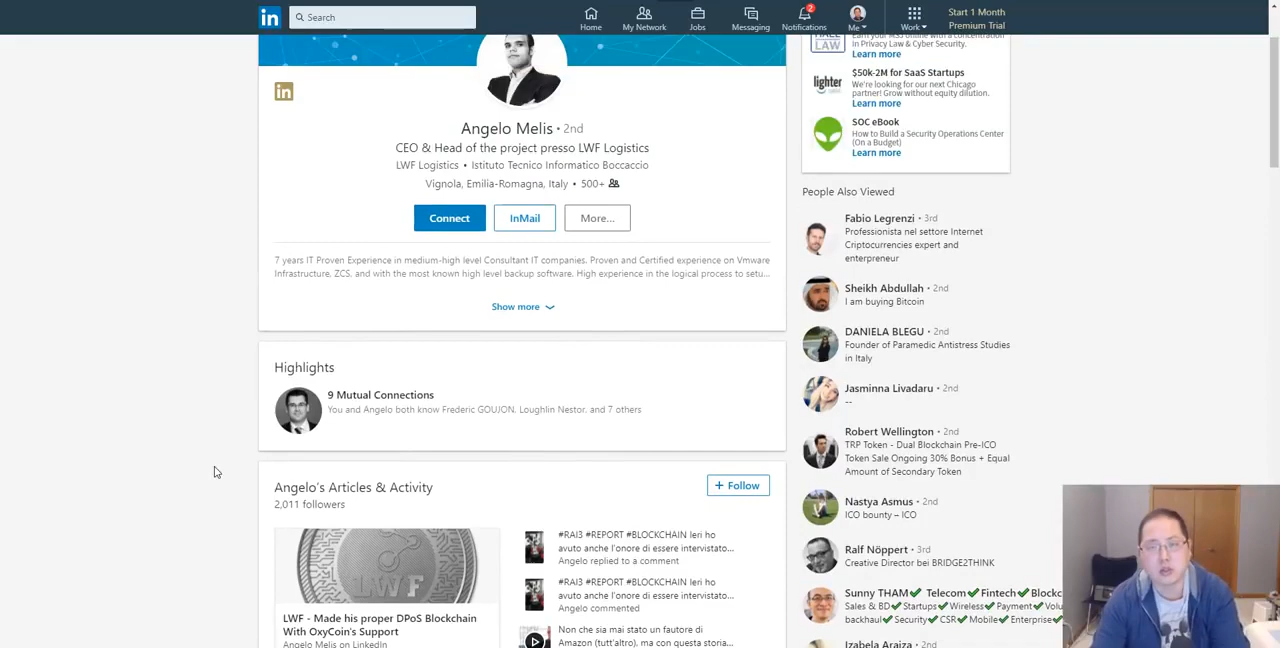 in
Search
Home
My Network
Jobs
Messaging
2
Notifications
Me
Work
Start 1 Month
Premium Trial
in
Angelo Melis • 2nd
CEO & Head of the project presso LWF Logistics
LWF Logistics • Istituto Tecnico Informatico Boccaccio
Vignola, Emilia-Romagna, Italy • 500+
Connect
InMail
More...
7 years IT Proven Experience in medium-high level Consultant IT companies. Proven and Certified experience on Vmware
Infrastructure, ZCS, and with the most known high level backup software. High experience in the logical process to setu...
Show more
Highlights
9 Mutual Connections
You and Angelo both know Frederic GOUJON, Loughlin Nestor, and 7 others
Angelo's Articles & Activity
2,011 followers
+ Follow
LWF
LWF - Made his proper DPoS Blockchain
With OxyCoin's Support
Angelo Melis on LinkedIn
#RAI3 #REPORT #BLOCKCHAIN Ieri ho
avuto anche l'onore di essere intervistato...
Angelo replied to a comment
#RAI3 #REPORT #BLOCKCHAIN Ieri ho
avuto anche l'onore di essere intervistato...
Angelo commented
Non che sia mai stato un fautore di
Amazon (tutt'altro), ma con questa storia...
LAW
Earn your MSJ online with a concentration
in Privacy Law & Cyber Security.
Learn more
lighter
$50k-2M for SaaS Startups
We're looking for our next Chicago
partner! Grow without equity dilution.
Learn more
SOC eBook
How to Build a Security Operations Center
(On a Budget)
Learn more
People Also Viewed
Fabio Legrenzi • 3rd
Professionista nel settore Internet
Criptocurrencies expert and
enterpreneur
Sheikh Abdullah • 2nd
I am buying Bitcoin
DANIELA BLEGU • 2nd
Founder of Paramedic Antistress Studies
in Italy
Jasminna Livadaru • 2nd
--
Robert Wellington • 2nd
TRP Token - Dual Blockchain Pre-ICO
Token Sale Ongoing 30% Bonus + Equal
Amount of Secondary Token
Nastya Asmus • 2nd
ICO bounty – ICO
Ralf Nöppert • 3rd
Creative Director bei BRIDGE2THINK
Sunny THAM✔ Telecom✔Fintech✔Blockc
Sales & BD✔Startups✔Wireless✔Payment✔Volu
backhaul✔Security✔CSR✔Mobile✔Enterprise✔
Izabela Araiza • 2nd